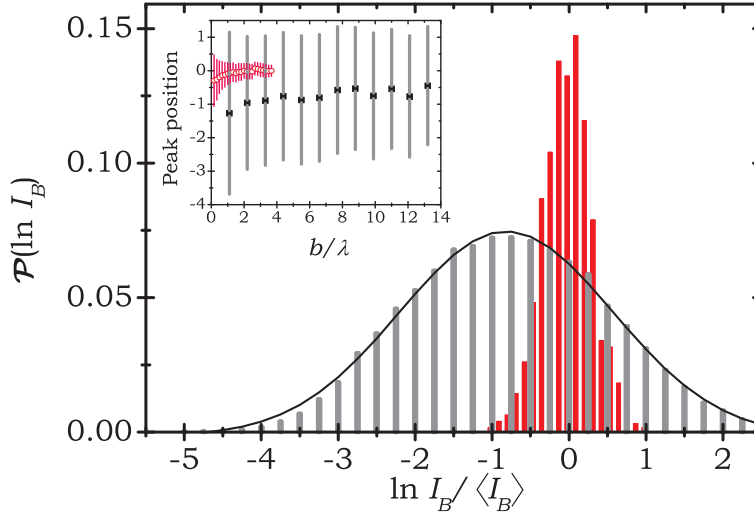 0.15
0.10
0.05
0.00
𝓟(ln I_B)
-5 -4 -3 -2 -1 0 1 2
ln I_B / ⟨I_B⟩
1
0
-1
-2
-3
-4
Peak position
0 2 4 6 8 10 12 14
b/λ